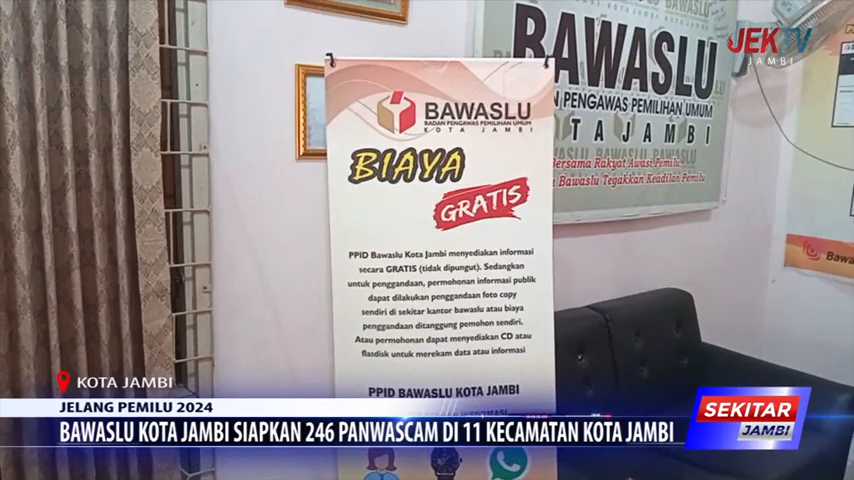 JEKTV
JAMBI
BAWASLU
BADAN PENGAWAS PEMILIHAN UMUM
KOTA JAMBI
BIAYA
GRATIS
PPID Bawaslu Kota Jambi menyediakan informasi
secara GRATIS (tidak dipungut). Sedangkan
untuk penggandaan, permohonan informasi publik
dapat dilakukan penggandaan foto copy
sendiri di sekitar kantor bawaslu atau biaya
penggandaan ditanggung pemohon sendiri.
Atau permohonan dapat menyediakan CD atau
flasdisk untuk merekam data atau informasi
PPID BAWASLU KOTA JAMBI
BAWASLU
PENGAWAS PEMILIHAN UMUM
TA JAMBI
Bersama Rakyat Awasi Pemilu
Bawaslu Tegakkan Keadilan Pemilu
Bawa
KOTA JAMBI
JELANG PEMILU 2024
BAWASLU KOTA JAMBI SIAPKAN 246 PANWASCAM DI 11 KECAMATAN KOTA JAMBI
SEKITAR
JAMBI